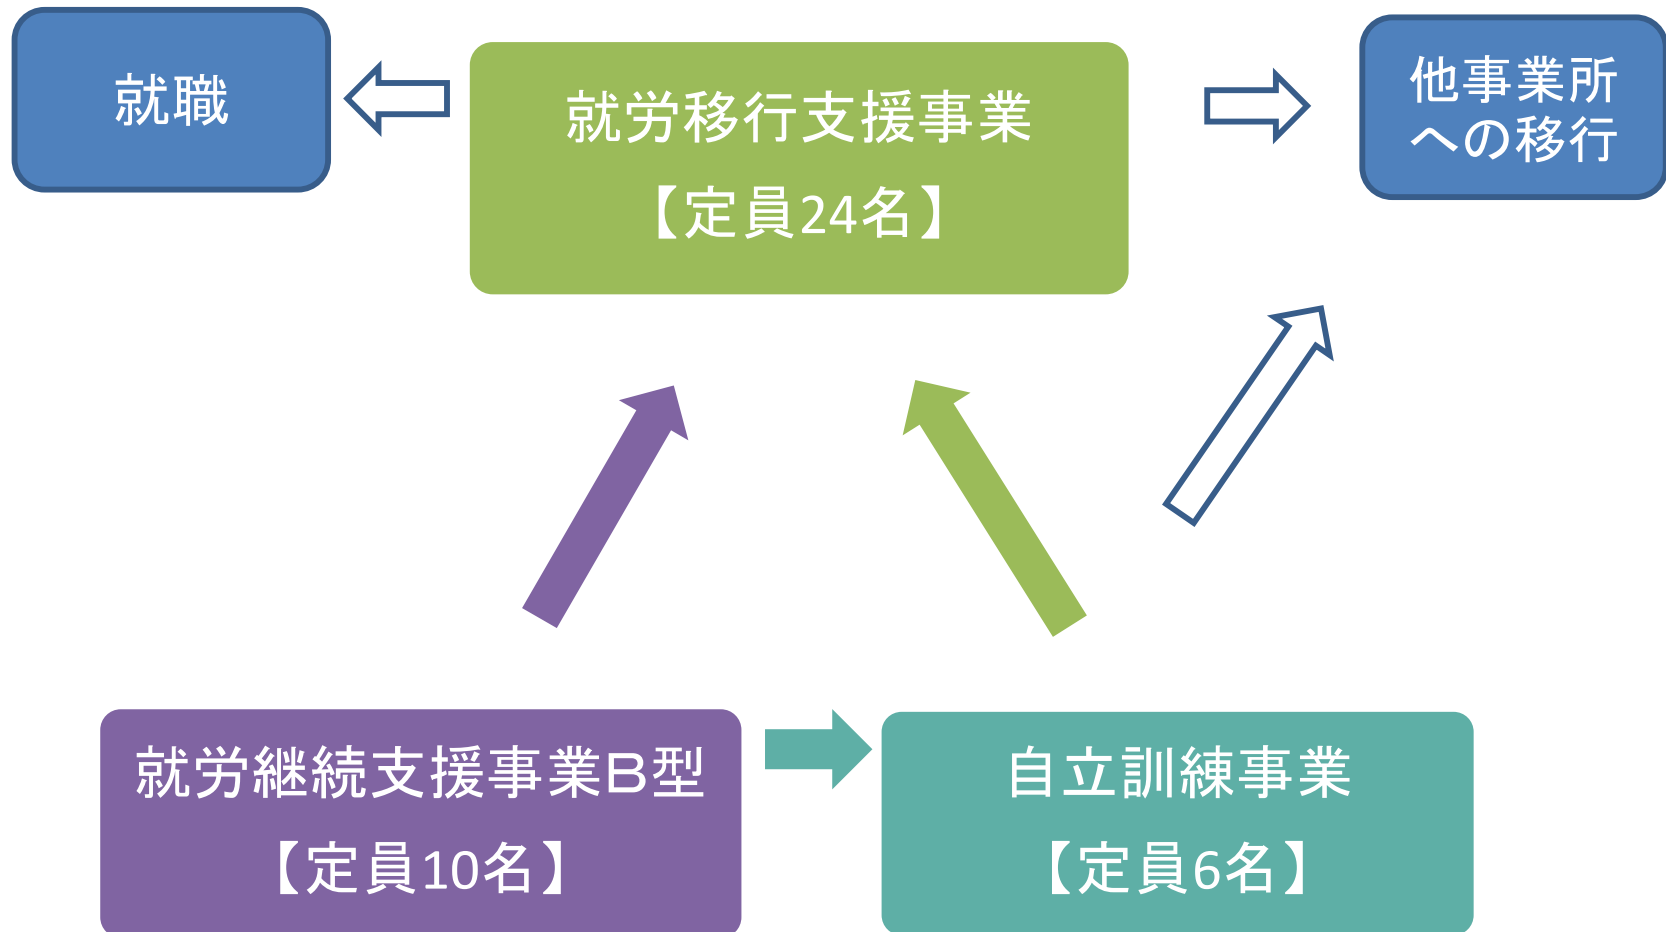 就職
就労移行支援事業
【定員24名】
他事業所
への移行
就労継続支援事業B型
【定員10名】
自立訓練事業
【定員6名】